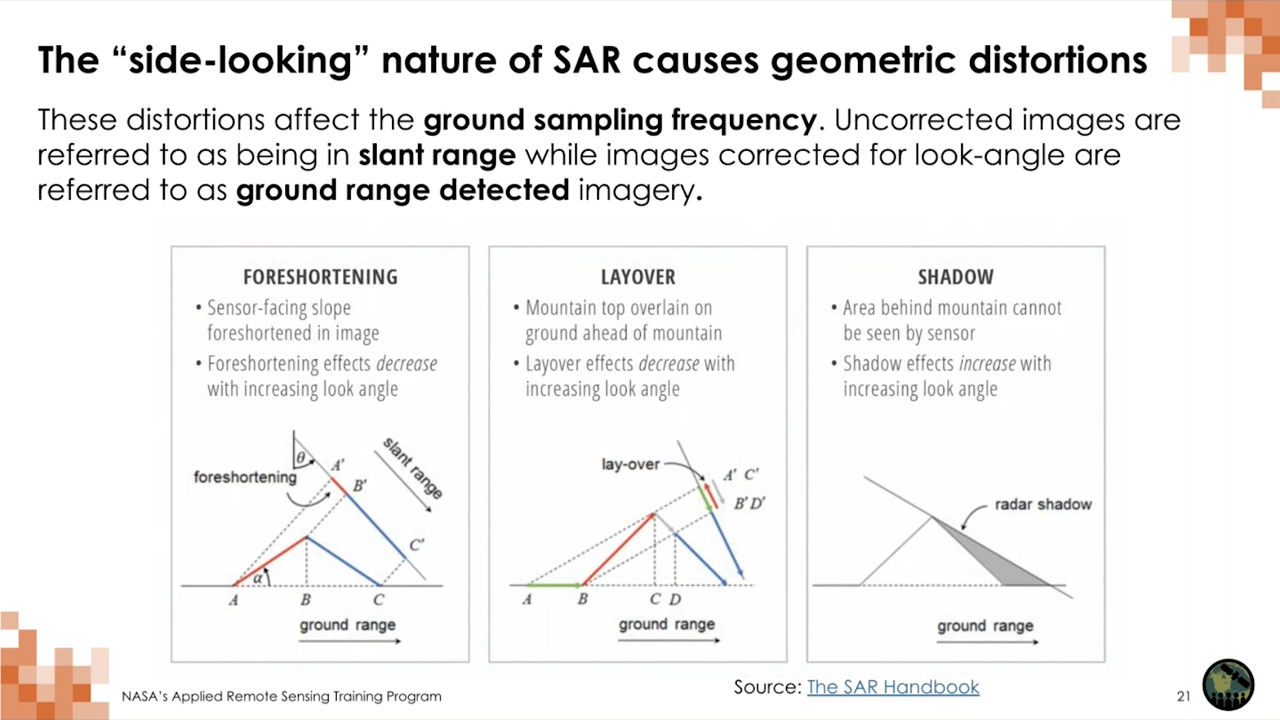 The “side-looking” nature of SAR causes geometric distortions
These distortions affect the ground sampling frequency. Uncorrected images are
referred to as being in slant range while images corrected for look-angle are
referred to as ground range detected imagery.
FORESHORTENING
• Sensor-facing slope
foreshortened in image
• Foreshortening effects decrease
with increasing look angle
θ
A'
B'
C'
slant range
foreshortening
α
A
B
C
ground range
LAYOVER
• Mountain top overlain on
ground ahead of mountain
• Layover effects decrease with
increasing look angle
lay-over
A' C'
B' D'
A
B
C D
ground range
SHADOW
• Area behind mountain cannot
be seen by sensor
• Shadow effects increase with
increasing look angle
radar shadow
ground range
Source: The SAR Handbook
NASA’s Applied Remote Sensing Training Program
21